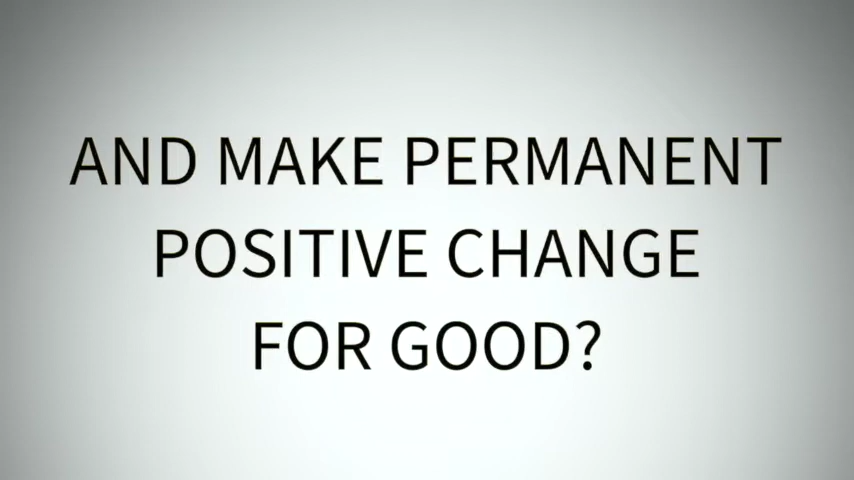 AND MAKE PERMANENT
POSITIVE CHANGE
FOR GOOD?